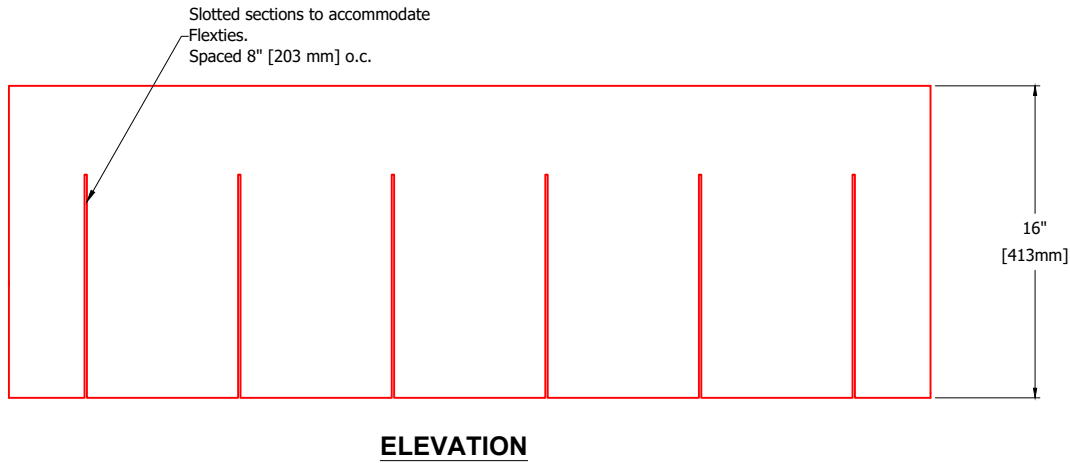 Slotted sections to accommodate
Flexties.
Spaced 8" [203 mm] o.c.
16"
[413mm]
ELEVATION